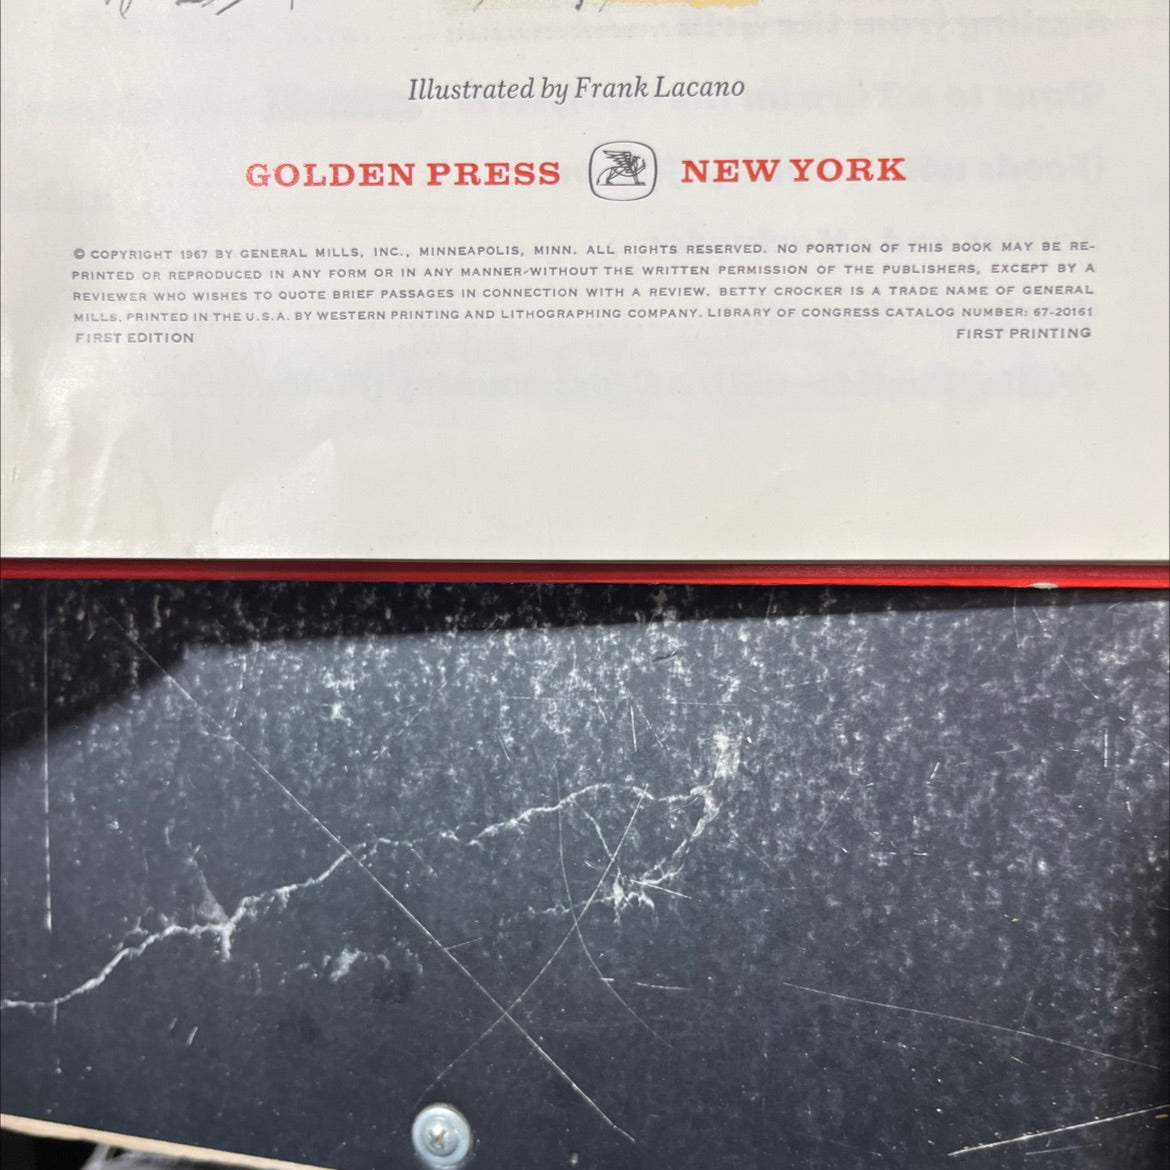 Illustrated by Frank Lacano
GOLDEN PRESS NEW YORK
© COPYRIGHT 1967 BY GENERAL MILLS, INC., MINNEAPOLIS, MINN. ALL RIGHTS RESERVED. NO PORTION OF THIS BOOK MAY BE RE-
PRINTED OR REPRODUCED IN ANY FORM OR IN ANY MANNER WITHOUT THE WRITTEN PERMISSION OF THE PUBLISHERS, EXCEPT BY A
REVIEWER WHO WISHES TO QUOTE BRIEF PASSAGES IN CONNECTION WITH A REVIEW. BETTY CROCKER IS A TRADE NAME OF GENERAL
MILLS. PRINTED IN THE U.S.A. BY WESTERN PRINTING AND LITHOGRAPHING COMPANY. LIBRARY OF CONGRESS CATALOG NUMBER: 67-20161
FIRST EDITION FIRST PRINTING